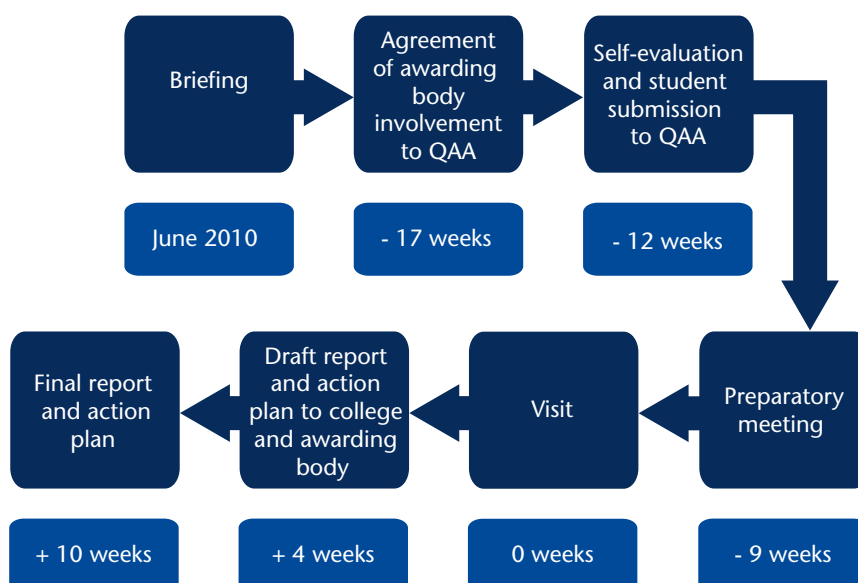 Briefing
Agreement
of awarding
body
involvement
to QAA
Self-evaluation
and student
submission
to QAA
June 2010
- 17 weeks
- 12 weeks
Final report
and action
plan
Draft report
and action
plan to college
and awarding
body
Visit
Preparatory
meeting
+ 10 weeks
+ 4 weeks
0 weeks
- 9 weeks